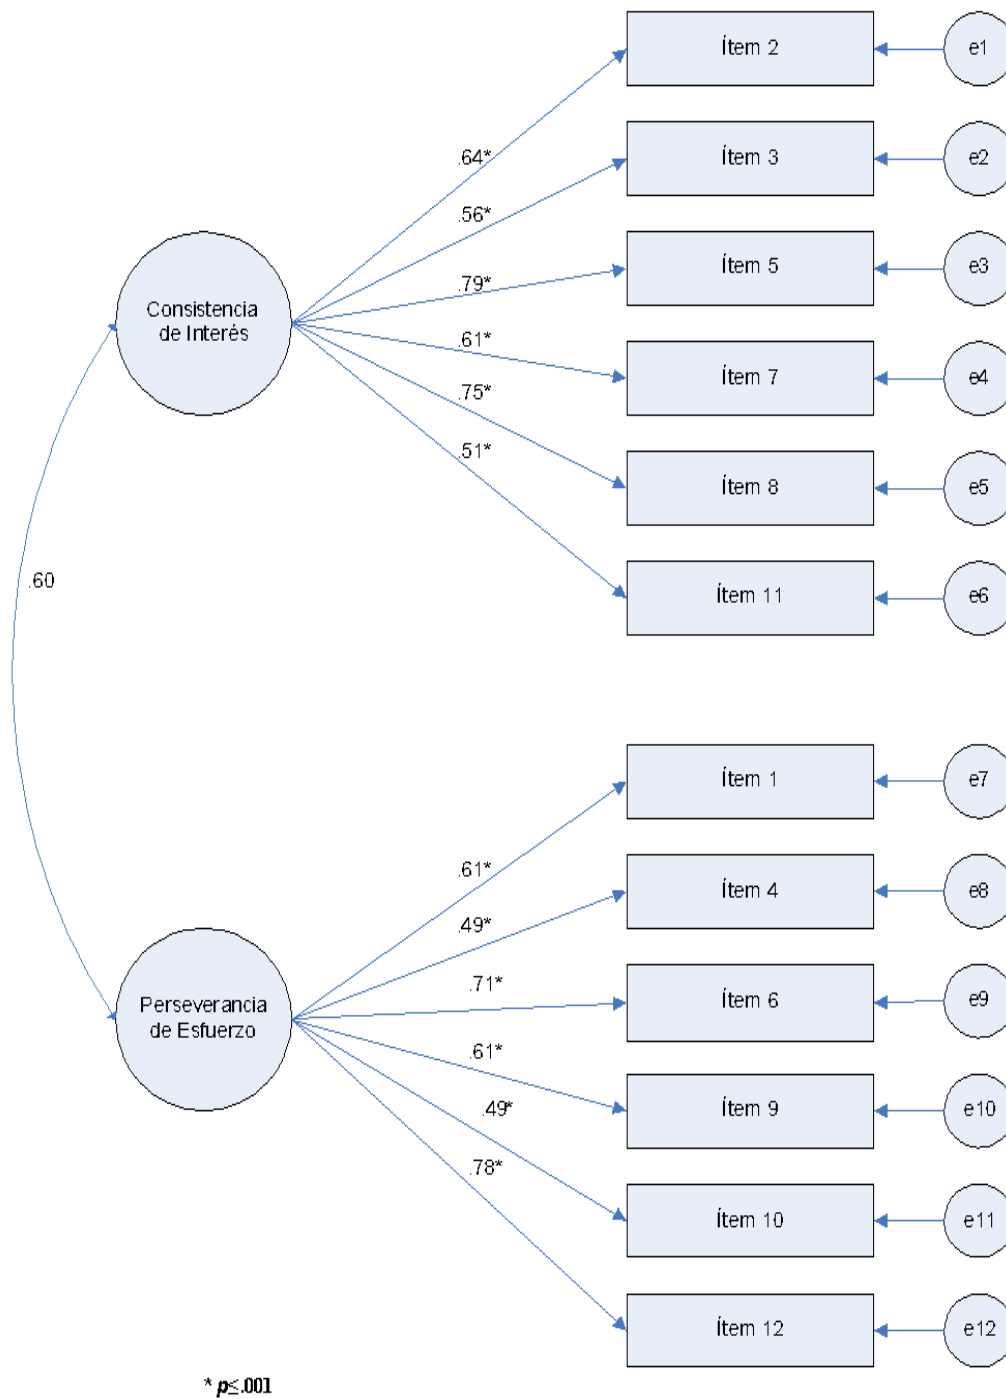 Ítem 2
e1
Ítem 3
e2
.64*
.56*
Ítem 5
e3
.79*
Consistencia
de Interés
.61*
Ítem 7
e4
.75*
.51*
Ítem 8
e5
Ítem 11
e6
.60
Ítem 1
e7
.61*
Ítem 4
e8
.49*
.71*
Ítem 6
e9
Perseverancia
de Esfuerzo
.61*
Ítem 9
e10
.49*
.78*
Ítem 10
e11
Ítem 12
e12
* p≤.001